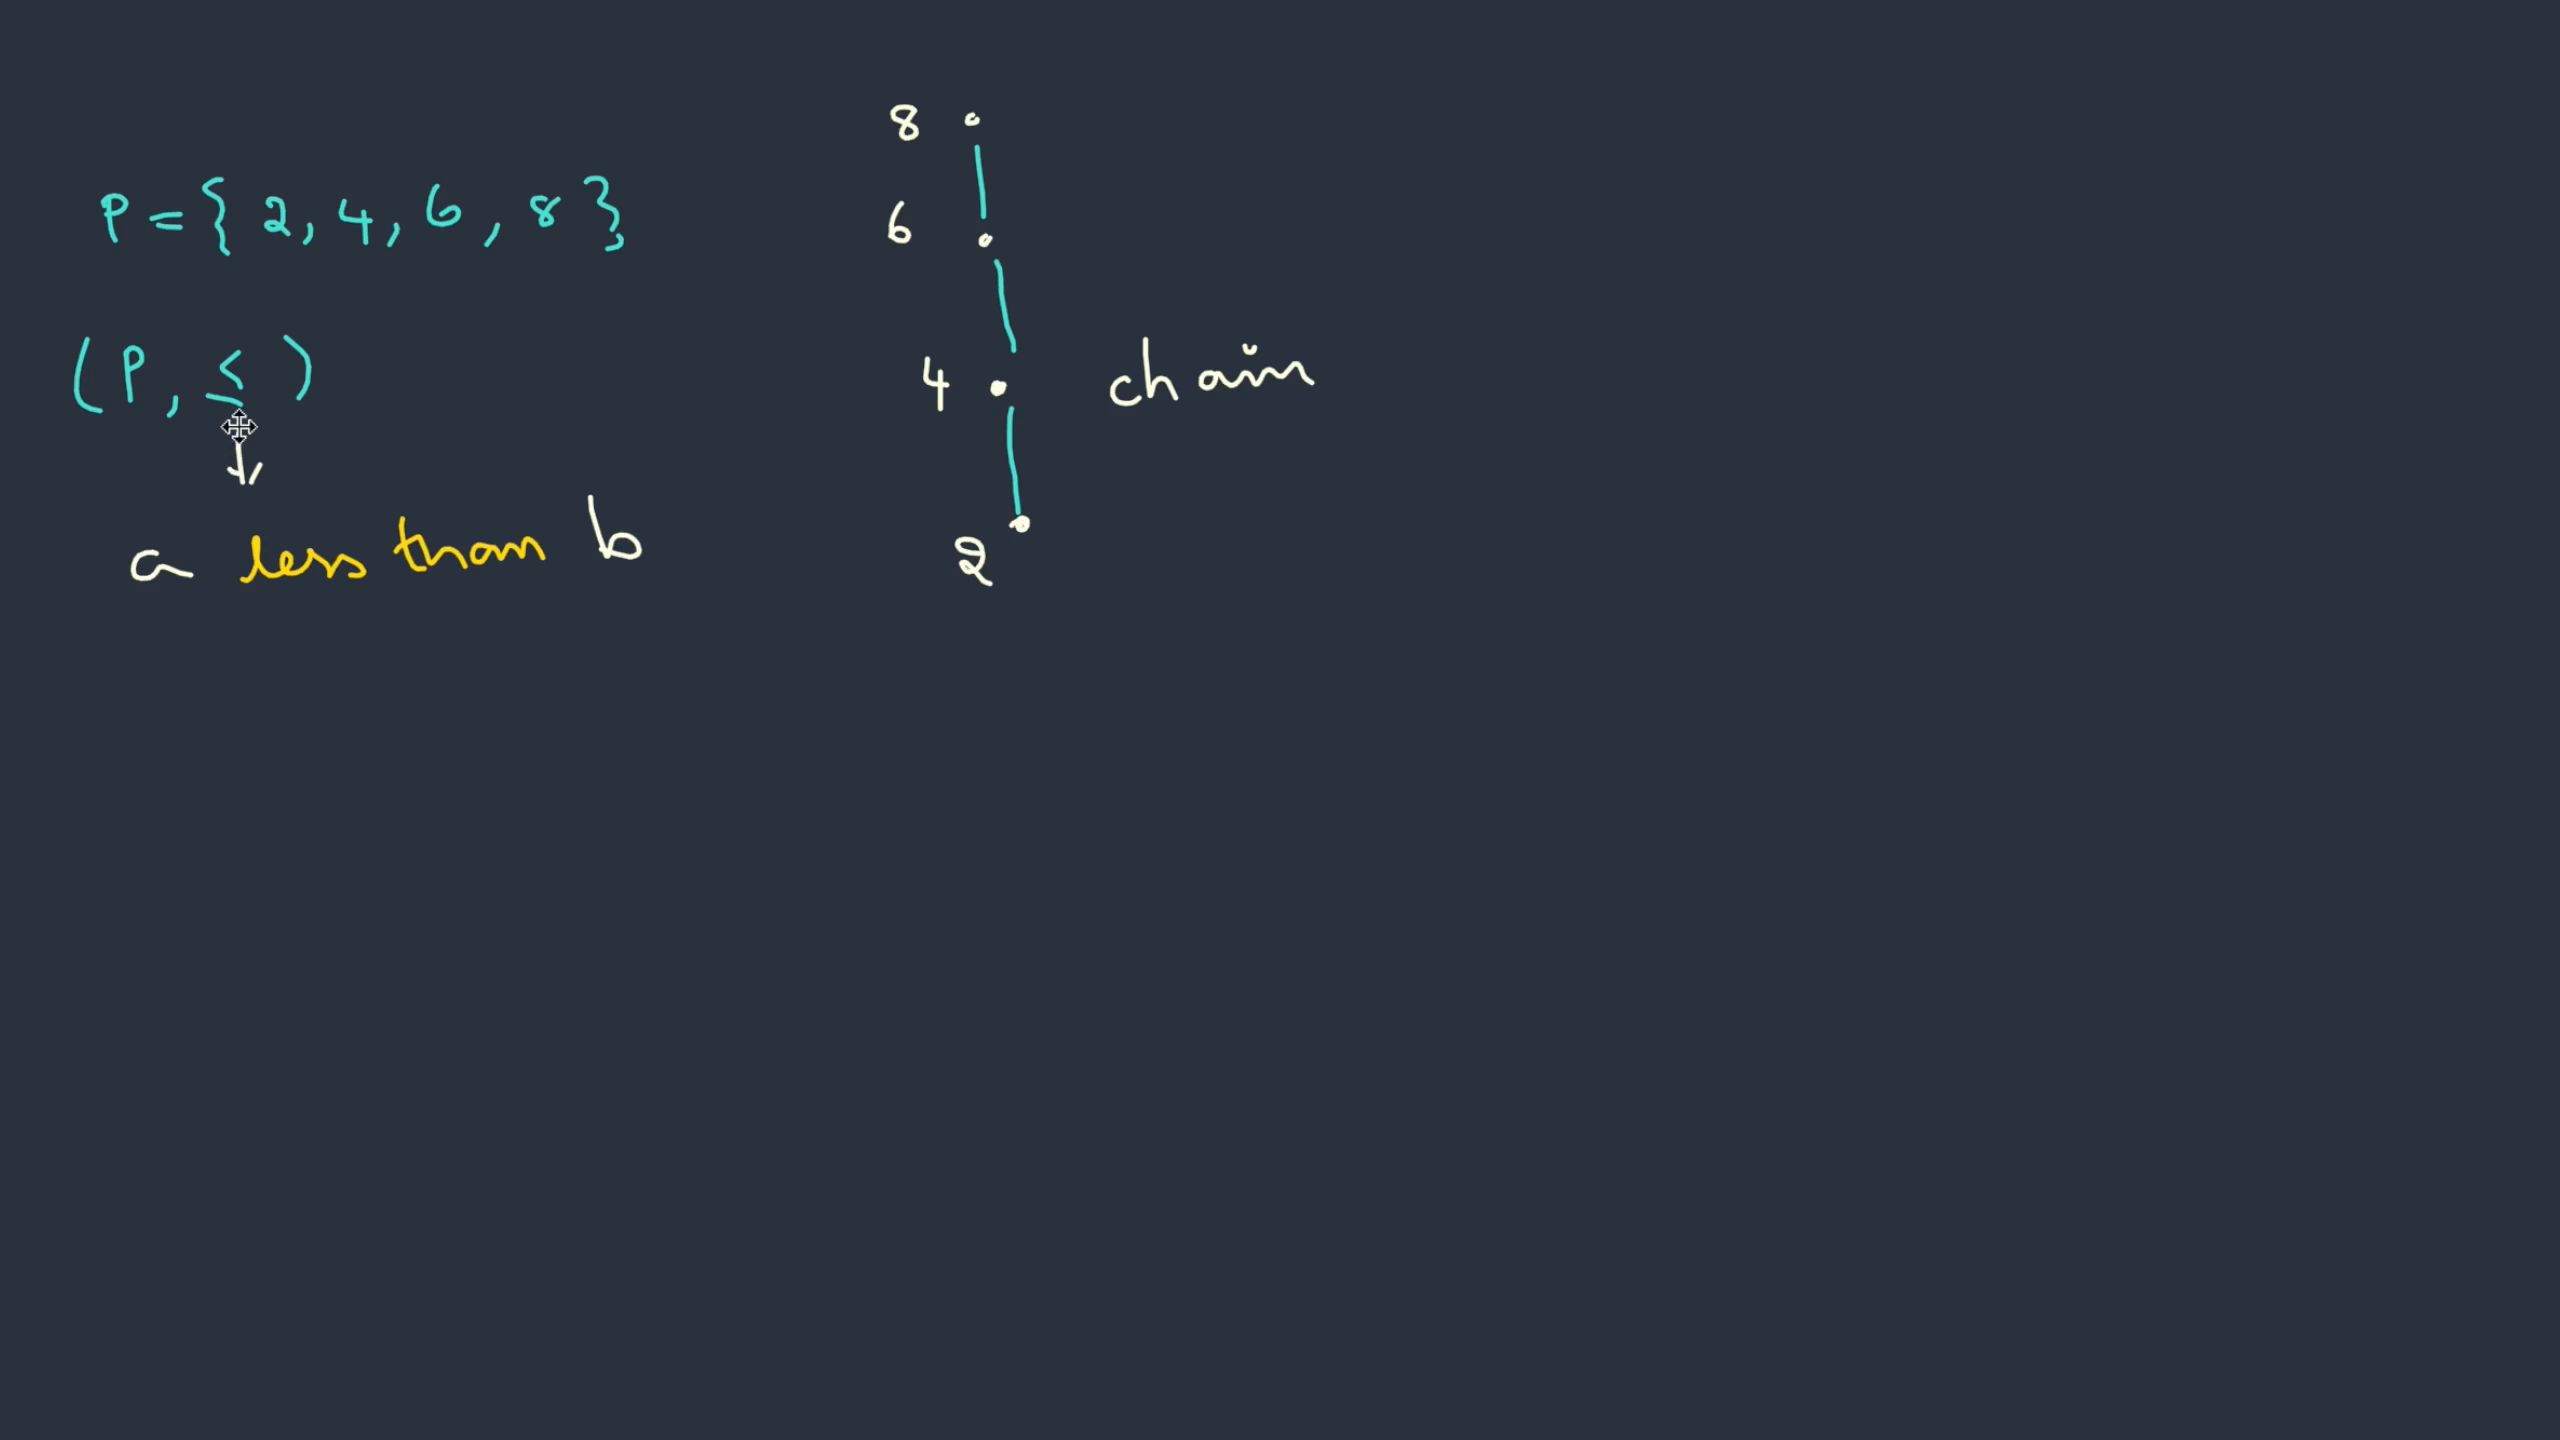 P = { 2, 4, 6, 8 }
(P, ≤ )
a less than b
8
6
4
chain
2